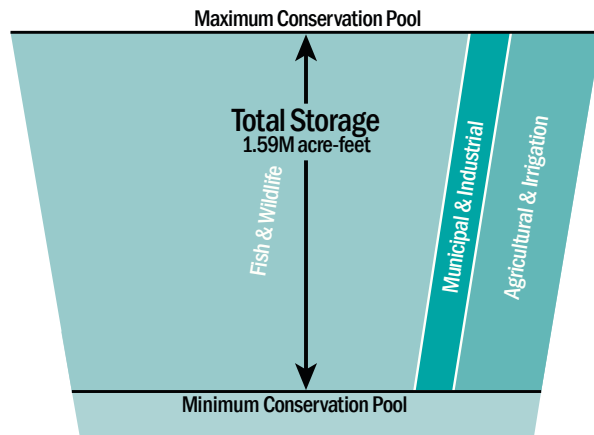 Maximum Conservation Pool
Total Storage
1.59M acre-feet
Fish & Wildlife
Municipal & Industrial
Agricultural & Irrigation
Minimum Conservation Pool